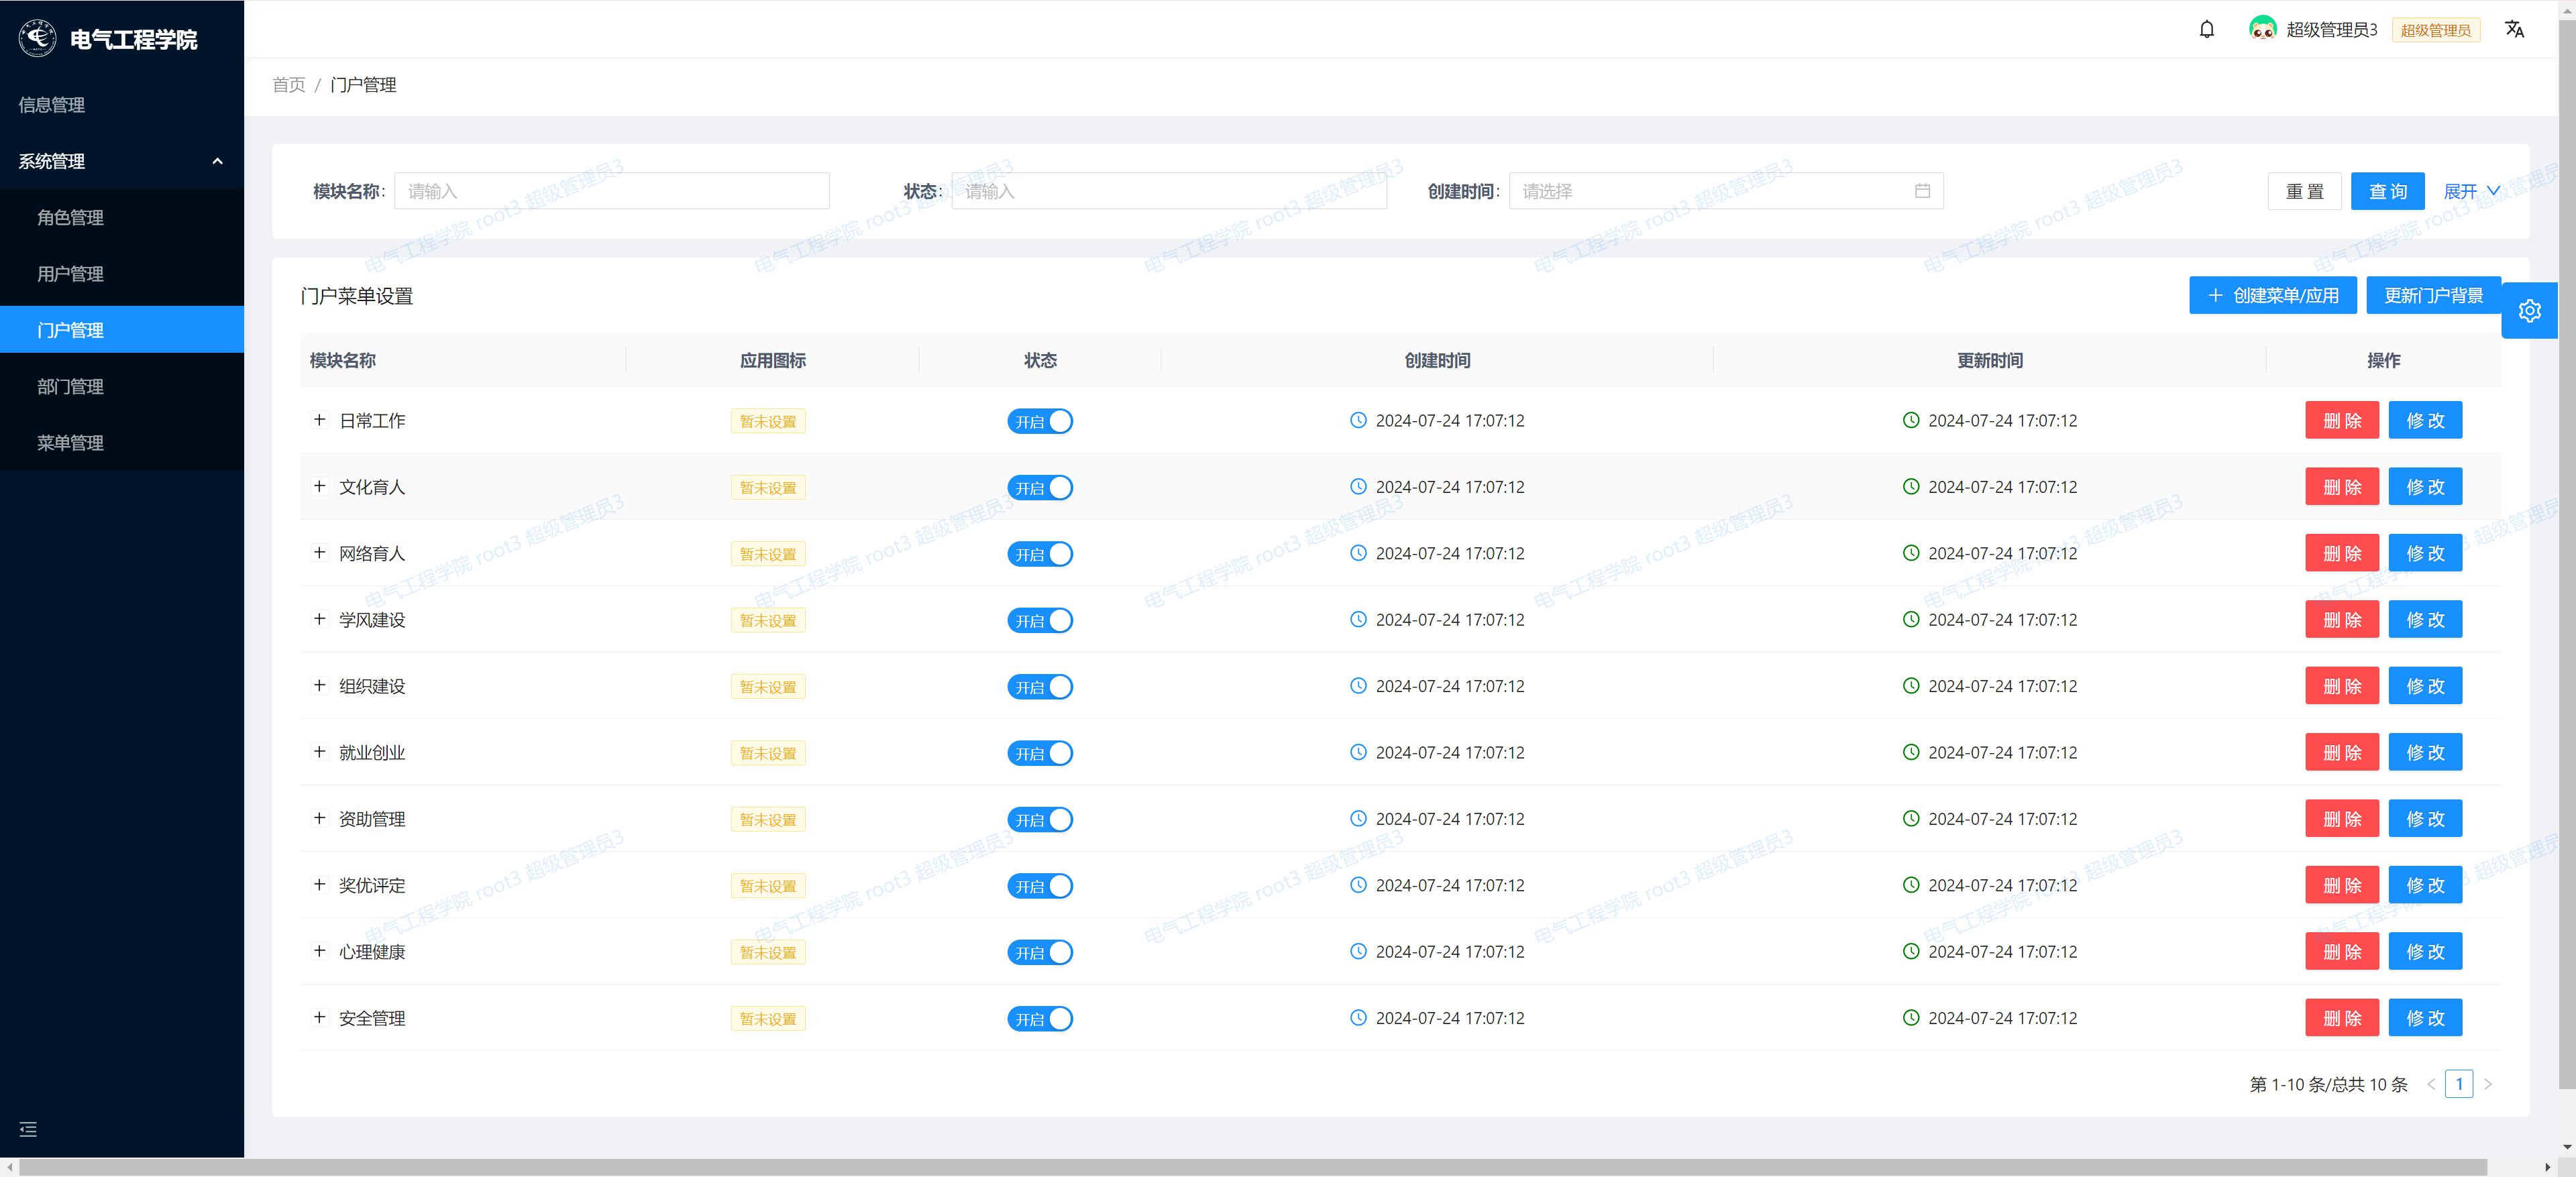 电气工程学院
超级管理员3 超级管理员
信息管理
系统管理
角色管理
用户管理
门户管理
部门管理
菜单管理
首页 / 门户管理
模块名称: 请输入 状态: 请输入 创建时间: 请选择 重置 查询 展开
门户菜单设置 创建菜单/应用 更新门户背景
模块名称 应用图标 状态 创建时间 更新时间 操作
日常工作 暂未设置 开启 2024-07-24 17:07:12 2024-07-24 17:07:12 删除 修改
文化育人 暂未设置 开启 2024-07-24 17:07:12 2024-07-24 17:07:12 删除 修改
网络育人 暂未设置 开启 2024-07-24 17:07:12 2024-07-24 17:07:12 删除 修改
学风建设 暂未设置 开启 2024-07-24 17:07:12 2024-07-24 17:07:12 删除 修改
组织建设 暂未设置 开启 2024-07-24 17:07:12 2024-07-24 17:07:12 删除 修改
就业创业 暂未设置 开启 2024-07-24 17:07:12 2024-07-24 17:07:12 删除 修改
资助管理 暂未设置 开启 2024-07-24 17:07:12 2024-07-24 17:07:12 删除 修改
奖优评定 暂未设置 开启 2024-07-24 17:07:12 2024-07-24 17:07:12 删除 修改
心理健康 暂未设置 开启 2024-07-24 17:07:12 2024-07-24 17:07:12 删除 修改
安全管理 暂未设置 开启 2024-07-24 17:07:12 2024-07-24 17:07:12 删除 修改
第 1-10 条/总共 10 条 1
电气工程学院 root3 超级管理员3